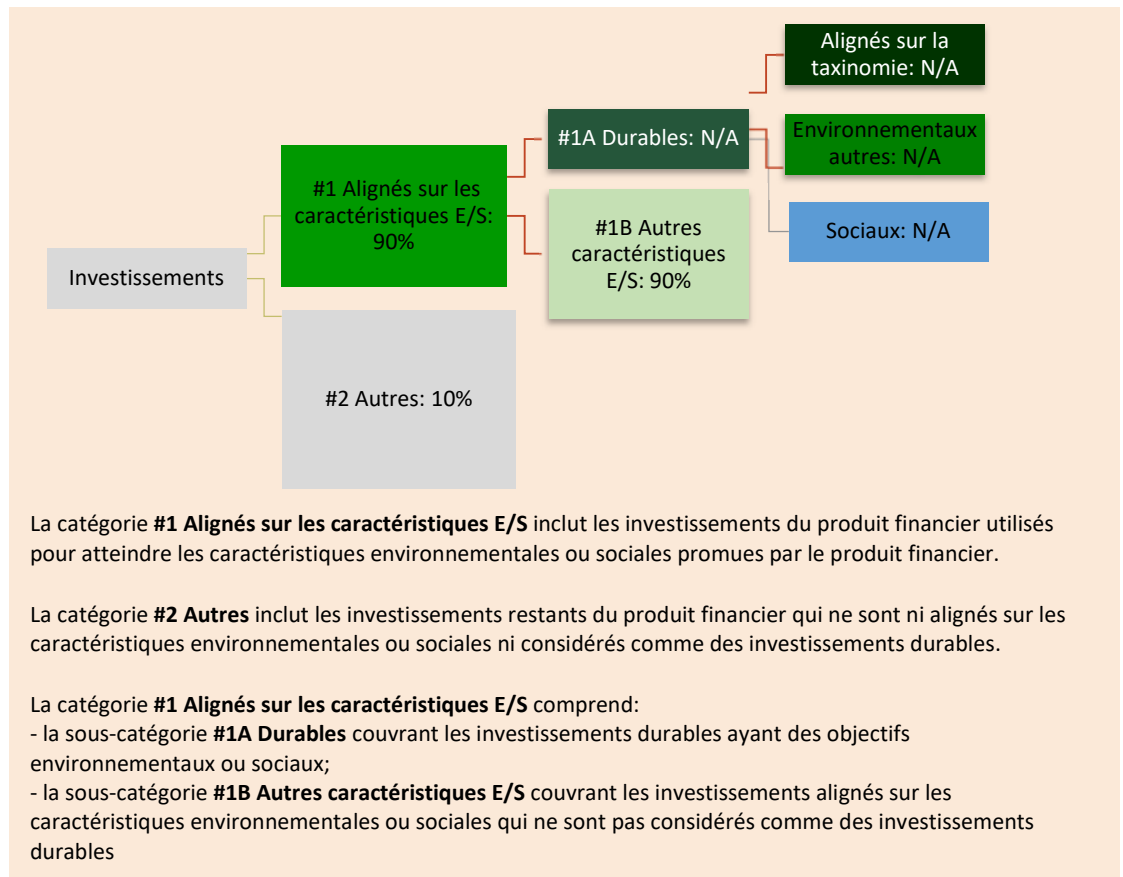 Alignés sur la
taxinomie: N/A
#1A Durables: N/A
Environnementaux
autres: N/A
#1 Alignés sur les
caractéristiques E/S:
90%
#1B Autres
caractéristiques
E/S: 90%
Sociaux: N/A
Investissements
#2 Autres: 10%
La catégorie #1 Alignés sur les caractéristiques E/S inclut les investissements du produit financier utilisés
pour atteindre les caractéristiques environnementales ou sociales promues par le produit financier.
La catégorie #2 Autres inclut les investissements restants du produit financier qui ne sont ni alignés sur les
caractéristiques environnementales ou sociales ni considérés comme des investissements durables.
La catégorie #1 Alignés sur les caractéristiques E/S comprend:
- la sous-catégorie #1A Durables couvrant les investissements durables ayant des objectifs
environnementaux ou sociaux;
- la sous-catégorie #1B Autres caractéristiques E/S couvrant les investissements alignés sur les
caractéristiques environnementales ou sociales qui ne sont pas considérés comme des investissements
durables